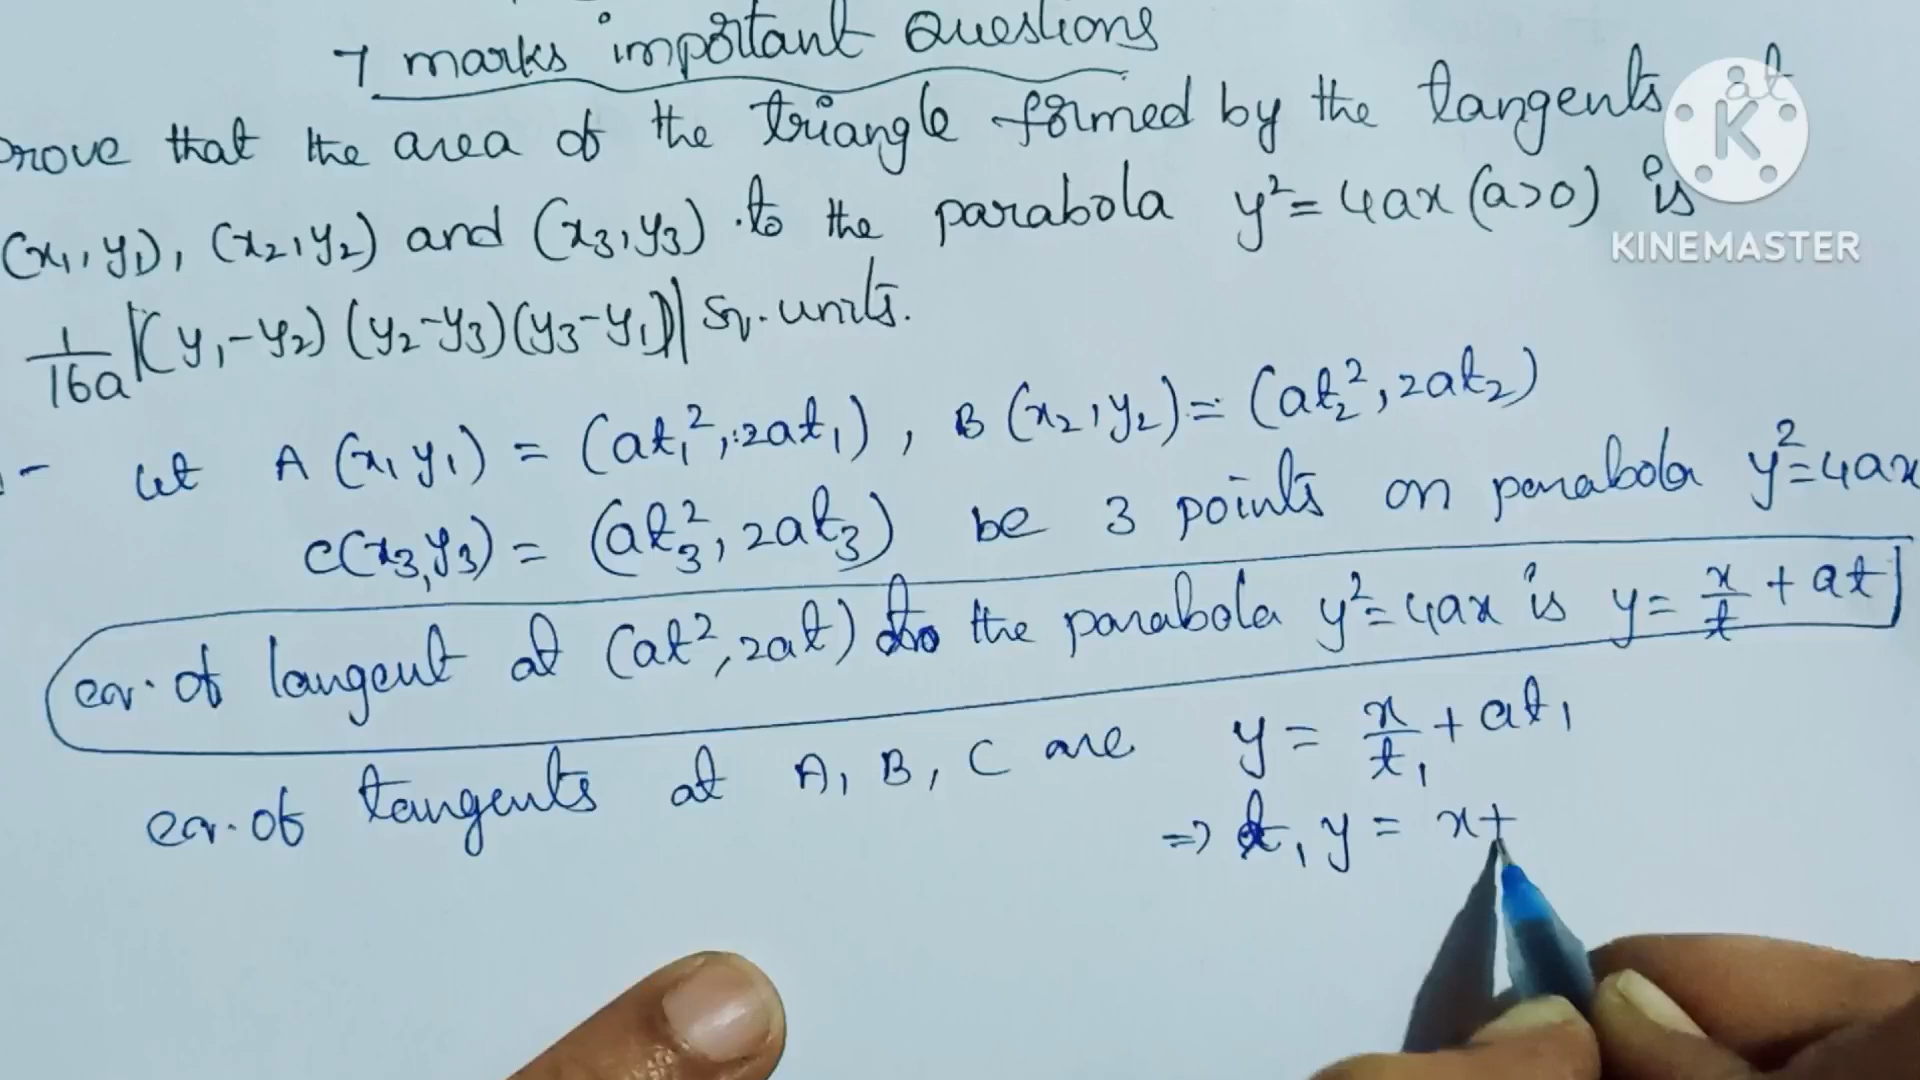 7 marks important Questions
prove that the area of the triangle formed by the tangents at
(x₁, y₁), (x₂, y₂) and (x₃, y₃) to the parabola y² = 4ax (a>0) is
1/16a |(y₁-y₂) (y₂-y₃)(y₃-y₁)| sq. units.
let A (x₁ y₁) = (at₁², 2at₁), B (x₂, y₂) = (at₂², 2at₂)
C(x₃, y₃) = (at₃², 2at₃) be 3 points on parabola y² = 4ax
eq. of tangent at (at², 2at) to the parabola y² = 4ax is y = x/t + at
eq. of tangents at A, B, C are y = x/t₁ + at₁
=> t₁ y = x+
K
KINEMASTER